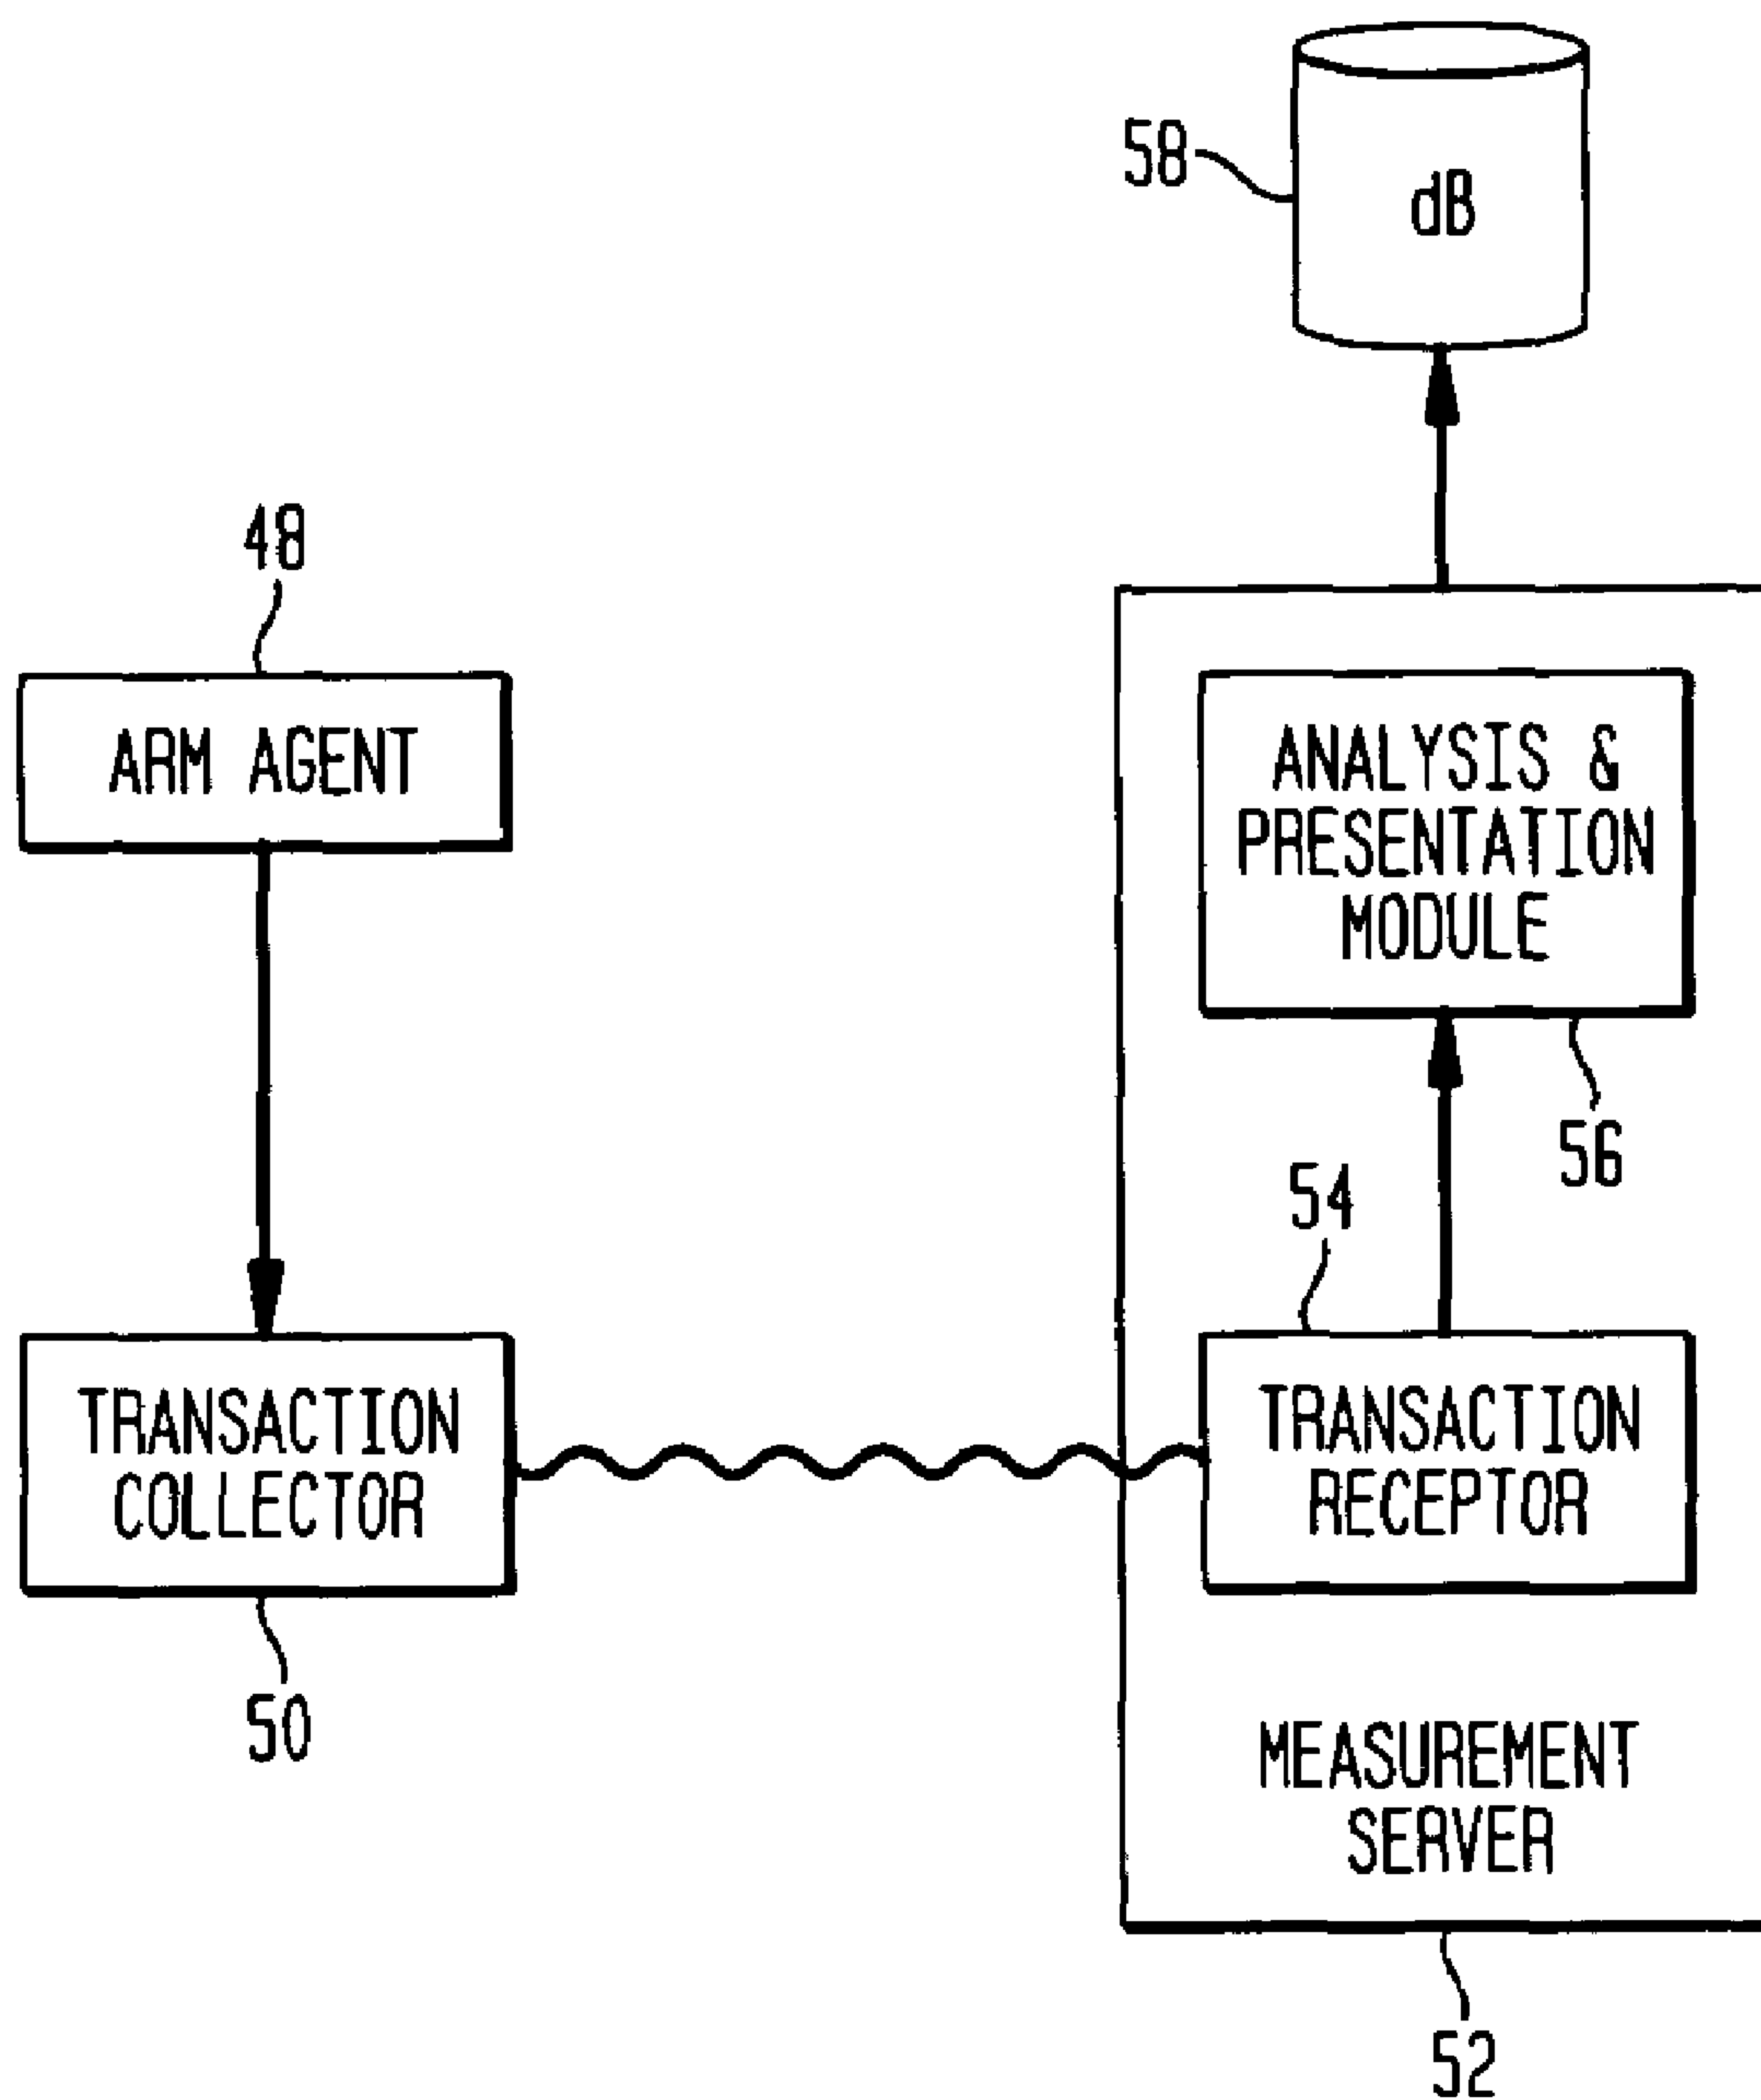 58
dB
48
ARM AGENT
ANALYSIS &
PRESENTATION
MODULE
56
54
TRANSACTION
COLLECTOR
TRANSACTION
RECEPTOR
50
MEASUREMENT
SERVER
52